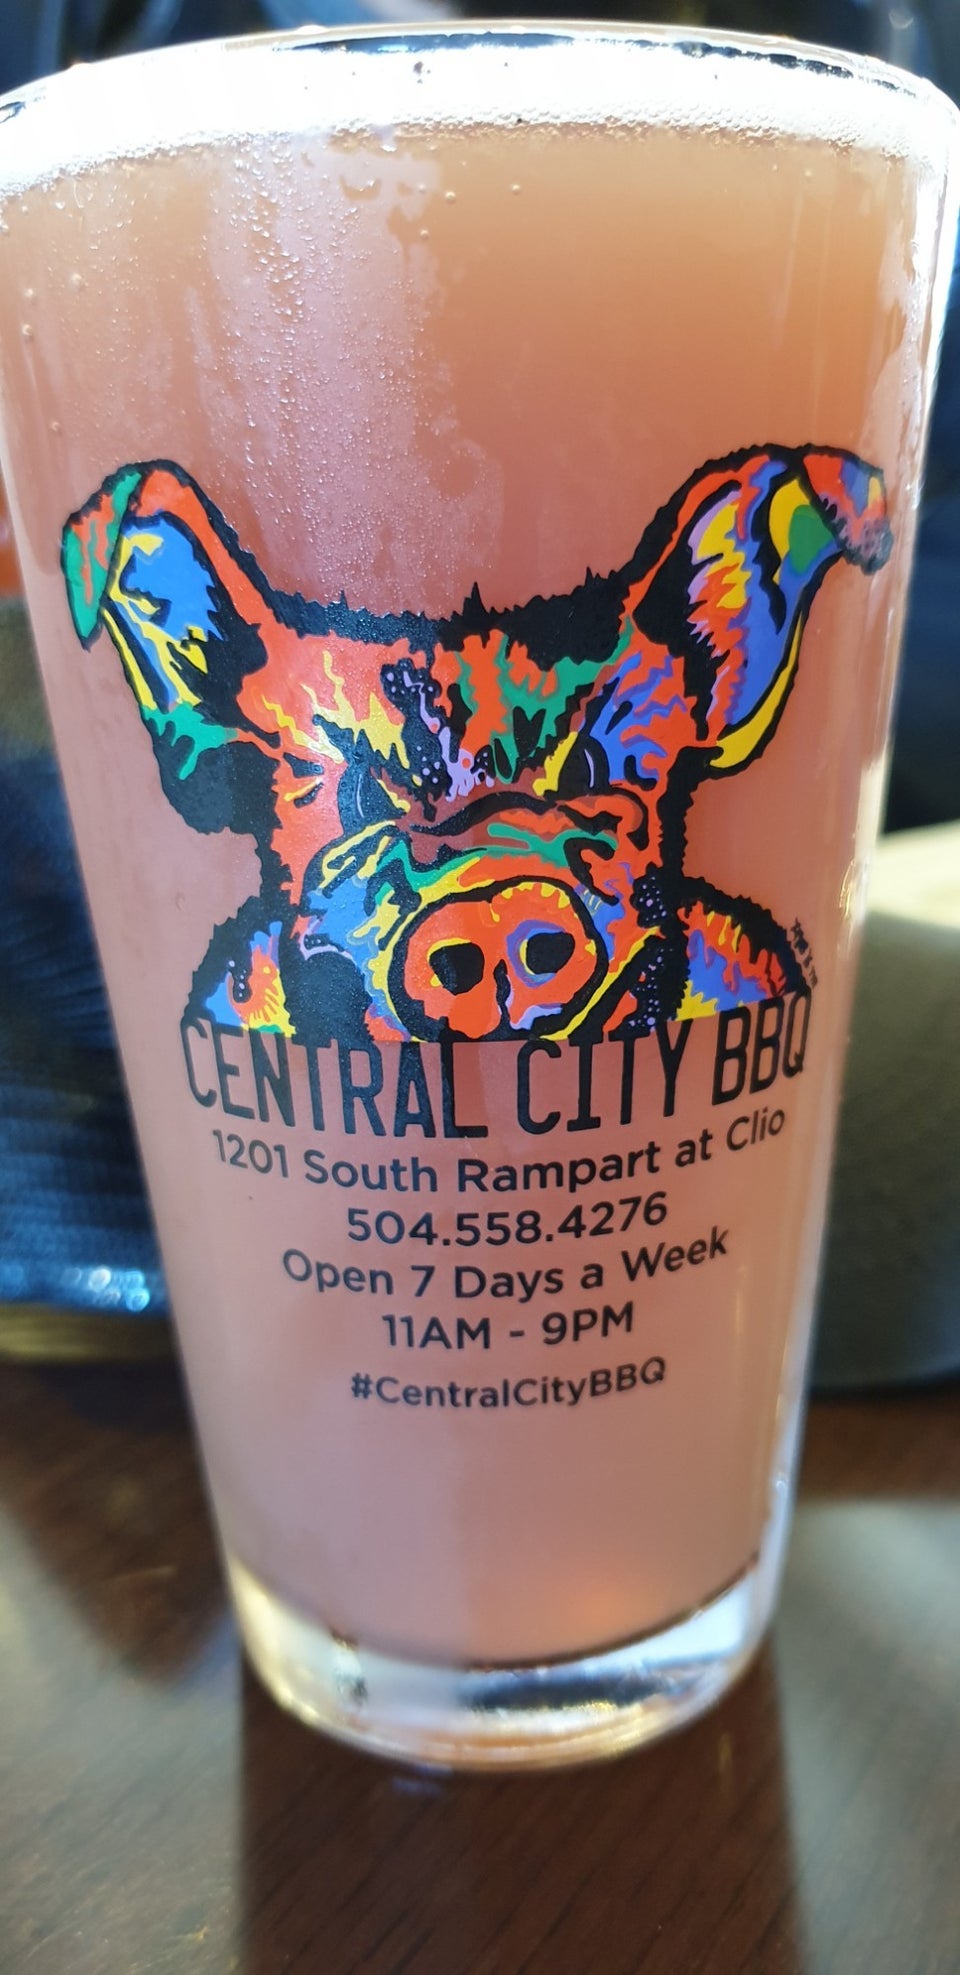 CENTRAL CITY BBQ
1201 South Rampart at Clio
504.558.4276
Open 7 Days a Week
11AM - 9PM
#CentralCityBBQ